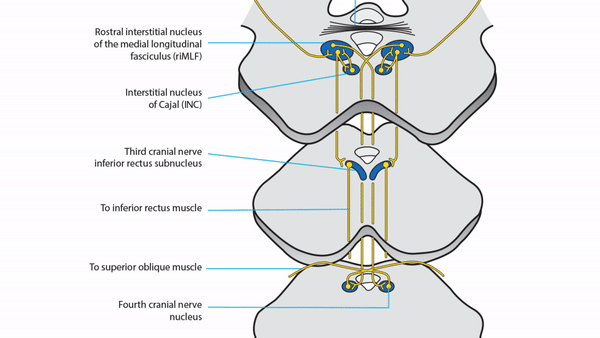 Rostral interstitial nucleus
of the medial longitudinal
fasciculus (riMLF)
Interstitial nucleus
of Cajal (INC)
Third cranial nerve
inferior rectus subnucleus
To inferior rectus muscle
To superior oblique muscle
Fourth cranial nerve
nucleus